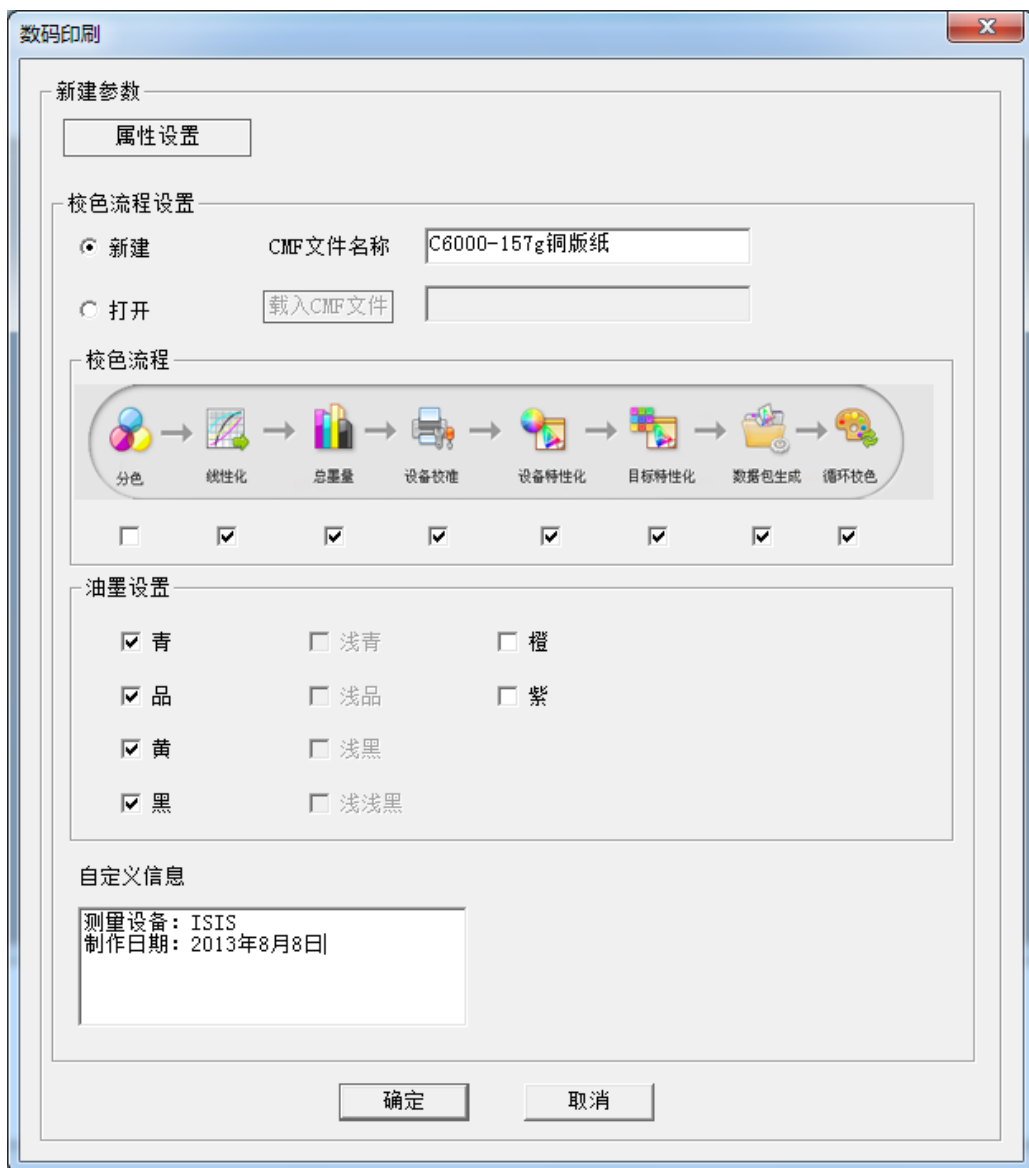 数码印刷
新建参数
属性设置
校色流程设置
新建 CMF文件名称 C6000-157g铜版纸
打开 载入CMF文件
校色流程
分色 线性化 总墨量 设备校准 设备特性化 目标特性化 数据包生成 循环校色
油墨设置
青 浅青 橙
品 浅品 紫
黄 浅黑
黑 浅浅黑
自定义信息
测量设备: ISIS
制作日期: 2013年8月8日
确定 取消